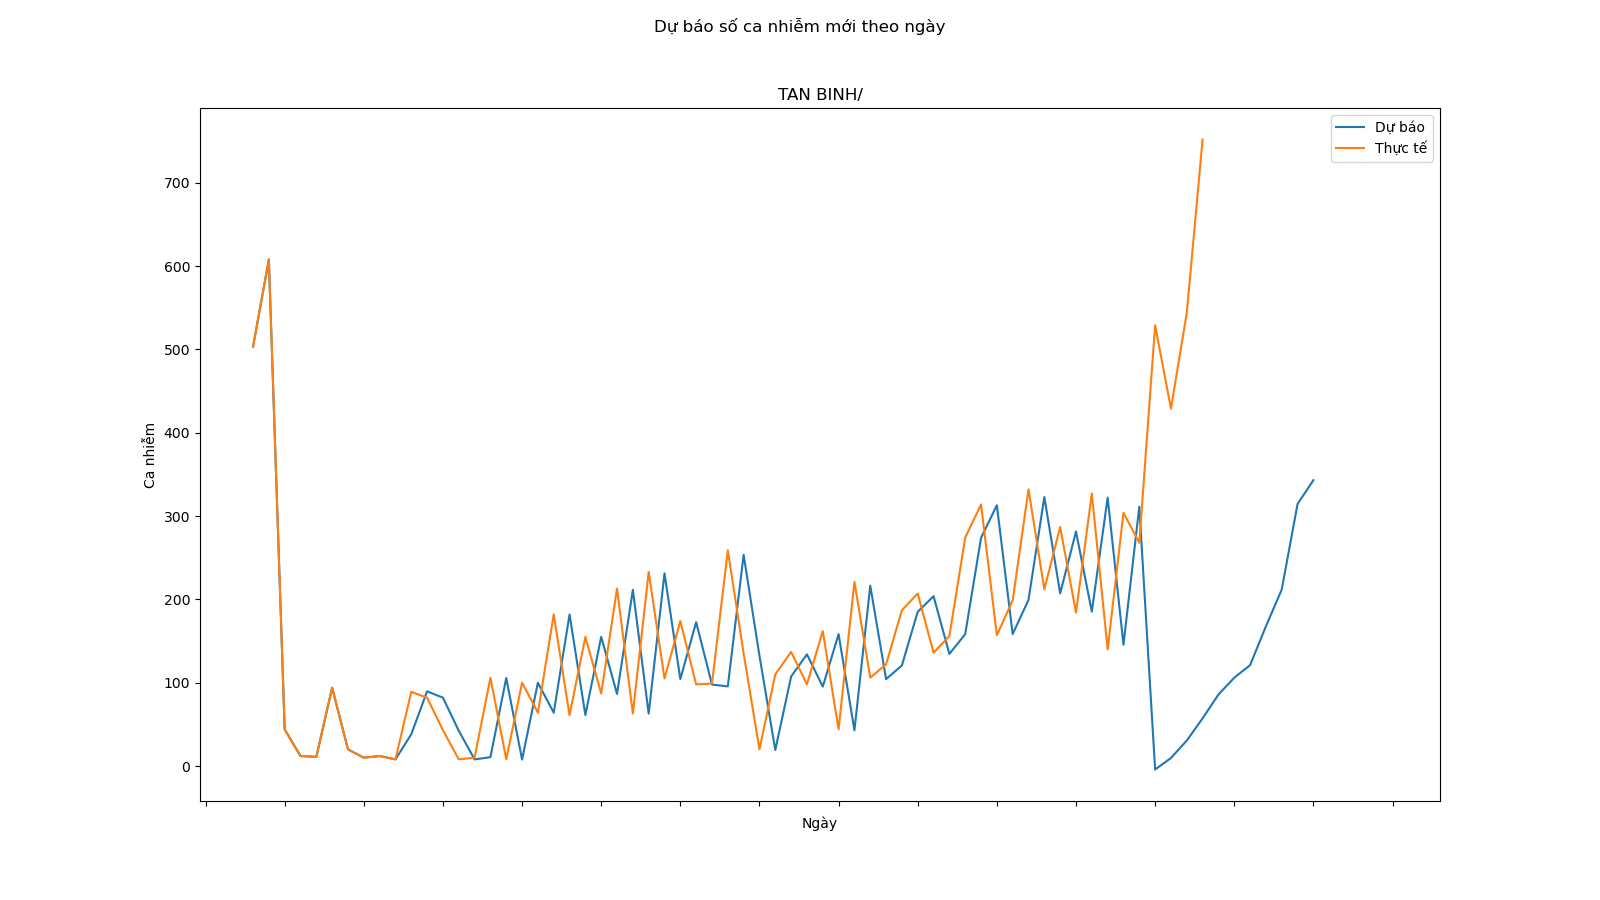 Dự báo số ca nhiễm mới theo ngày
TAN BINH/
Dự báo
Thực tế
700
600
500
400
300
200
100
0
Ca nhiễm
Ngày